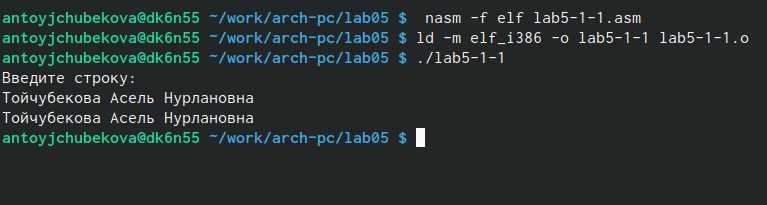 antoyjchubekova@dk6n55 ~/work/arch-pc/lab05 $  nasm -f elf lab5-1-1.asm
antoyjchubekova@dk6n55 ~/work/arch-pc/lab05 $ ld -m elf_i386 -o lab5-1-1 lab5-1-1.o
antoyjchubekova@dk6n55 ~/work/arch-pc/lab05 $ ./lab5-1-1
Введите строку:
Тойчубекова Асель Нурлановна
Тойчубекова Асель Нурлановна
antoyjchubekova@dk6n55 ~/work/arch-pc/lab05 $